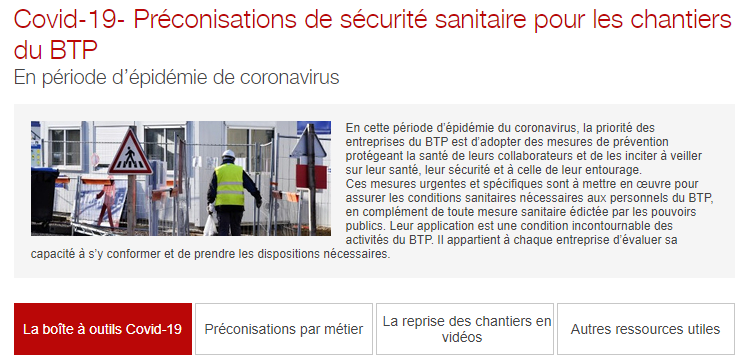 Covid-19- Préconisations de sécurité sanitaire pour les chantiers
du BTP
En période d'épidémie de coronavirus
En cette période d'épidémie du coronavirus, la priorité des
entreprises du BTP est d'adopter des mesures de prévention
protégeant la santé de leurs collaborateurs et de les inciter à veiller
sur leur santé, leur sécurité et à celle de leur entourage.
Ces mesures urgentes et spécifiques sont à mettre en œuvre pour
assurer les conditions sanitaires nécessaires aux personnels du BTP,
en complément de toute mesure sanitaire édictée par les pouvoirs
publics. Leur application est une condition incontournable des
activités du BTP. Il appartient à chaque entreprise d'évaluer sa
capacité à s'y conformer et de prendre les dispositions nécessaires.
La boîte à outils Covid-19
Préconisations par métier
La reprise des chantiers en
vidéos
Autres ressources utiles